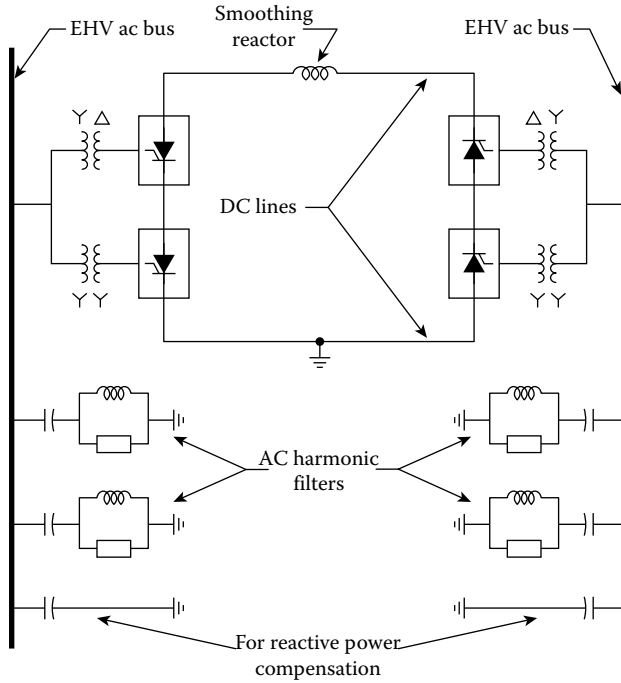 Smoothing
reactor
EHV ac bus
EHV ac bus
Y Δ
Δ Y
DC lines
Y Y
Y Y
AC harmonic
filters
For reactive power
compensation